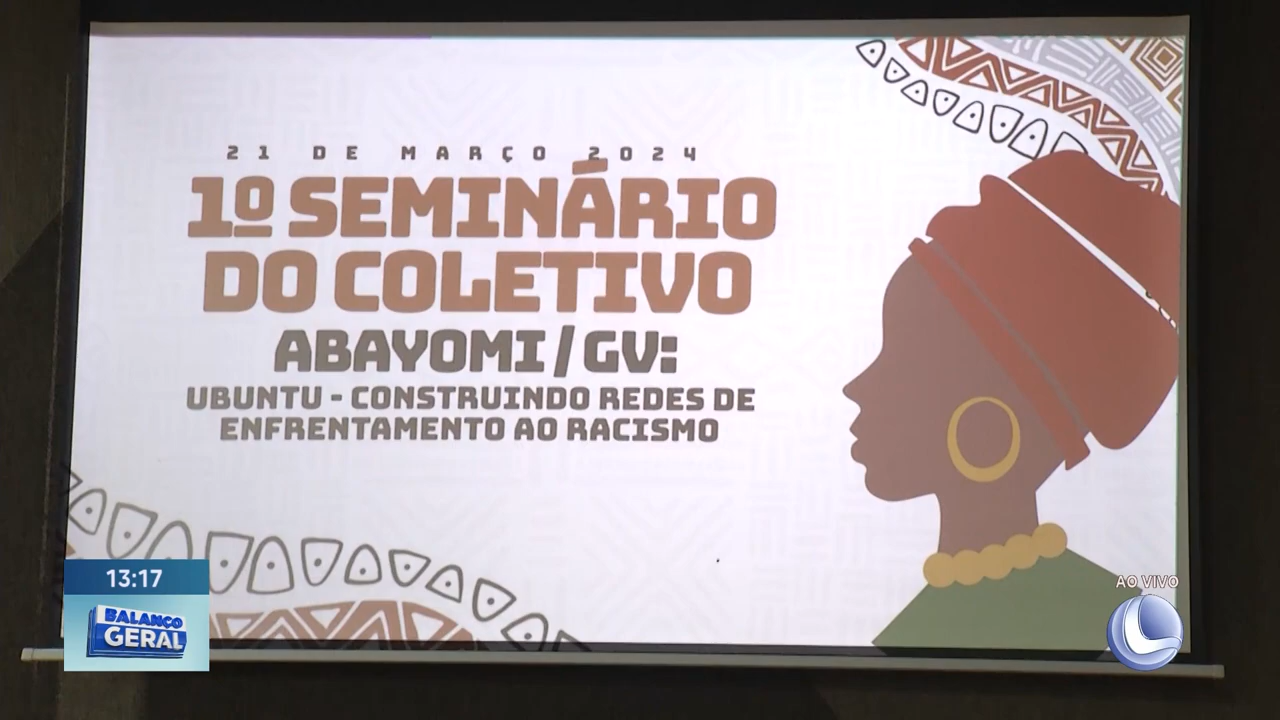 21 DE MARÇO 2024
1º SEMINÁRIO
DO COLETIVO
ABAYOMI/GV:
UBUNTU - CONSTRUINDO REDES DE
ENFRENTAMENTO AO RACISMO
13:17
BALANÇO
GERAL
AO VIVO